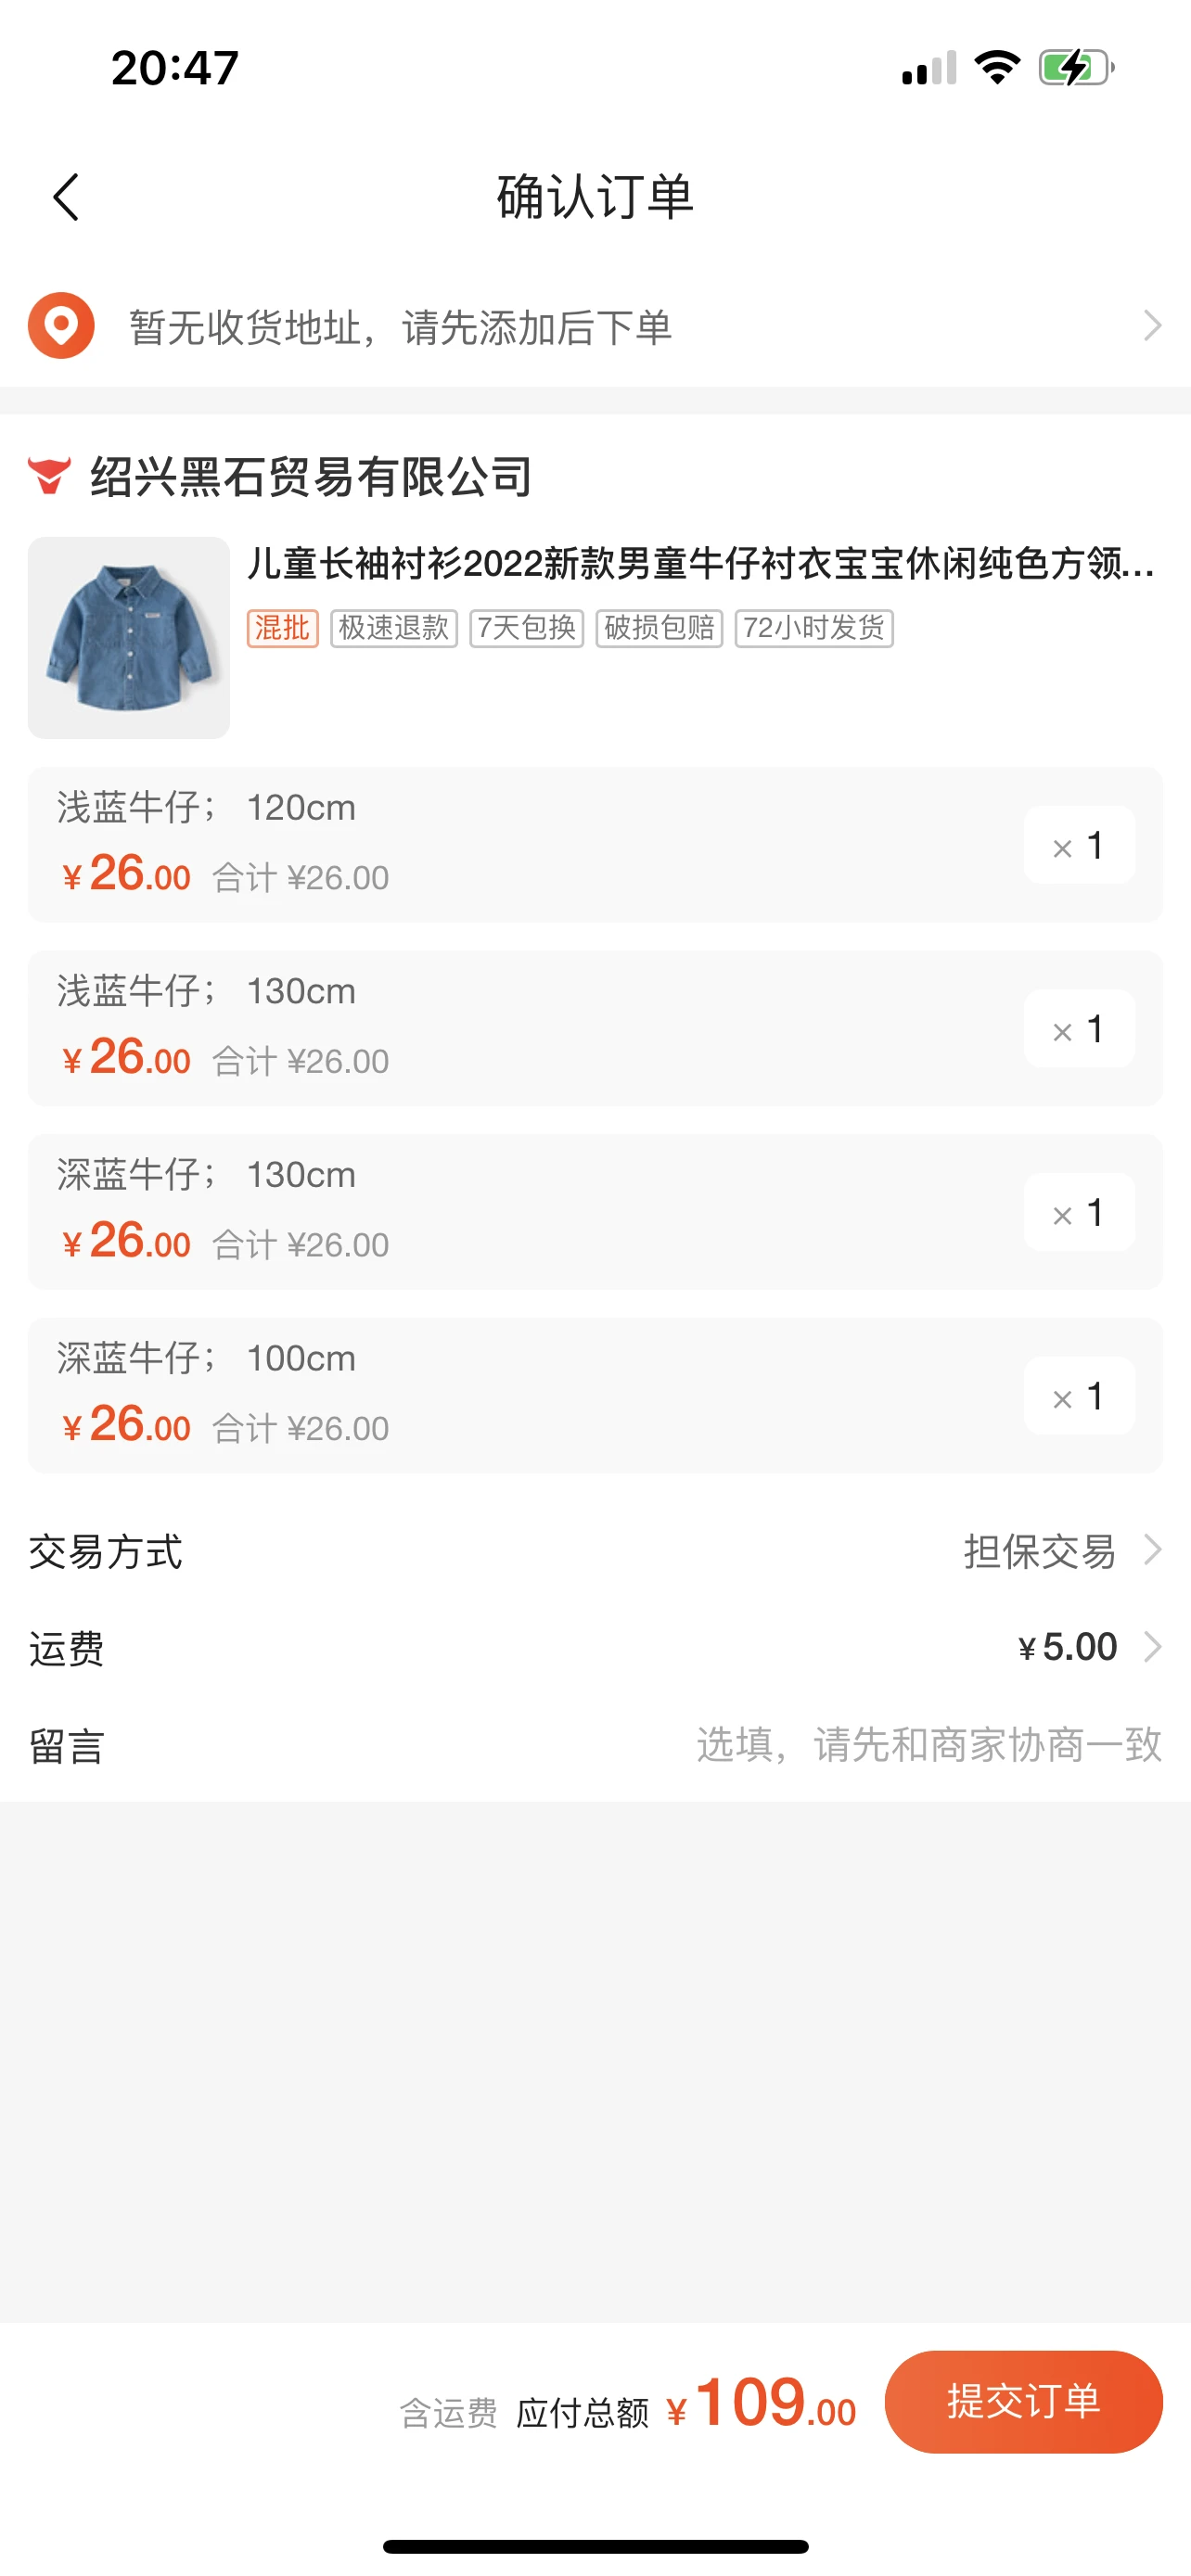 20:47
确认订单
暂无收货地址，请先添加后下单
绍兴黑石贸易有限公司
儿童长袖衬衫2022新款男童牛仔衬衣宝宝休闲纯色方领...
混批 极速退款 7天包换 破损包赔 72小时发货
浅蓝牛仔； 120cm
¥26.00 合计 ¥26.00
× 1
浅蓝牛仔； 130cm
¥26.00 合计 ¥26.00
× 1
深蓝牛仔； 130cm
¥26.00 合计 ¥26.00
× 1
深蓝牛仔； 100cm
¥26.00 合计 ¥26.00
× 1
交易方式 担保交易
运费 ¥5.00
留言 选填，请先和商家协商一致
含运费 应付总额 ¥109.00 提交订单